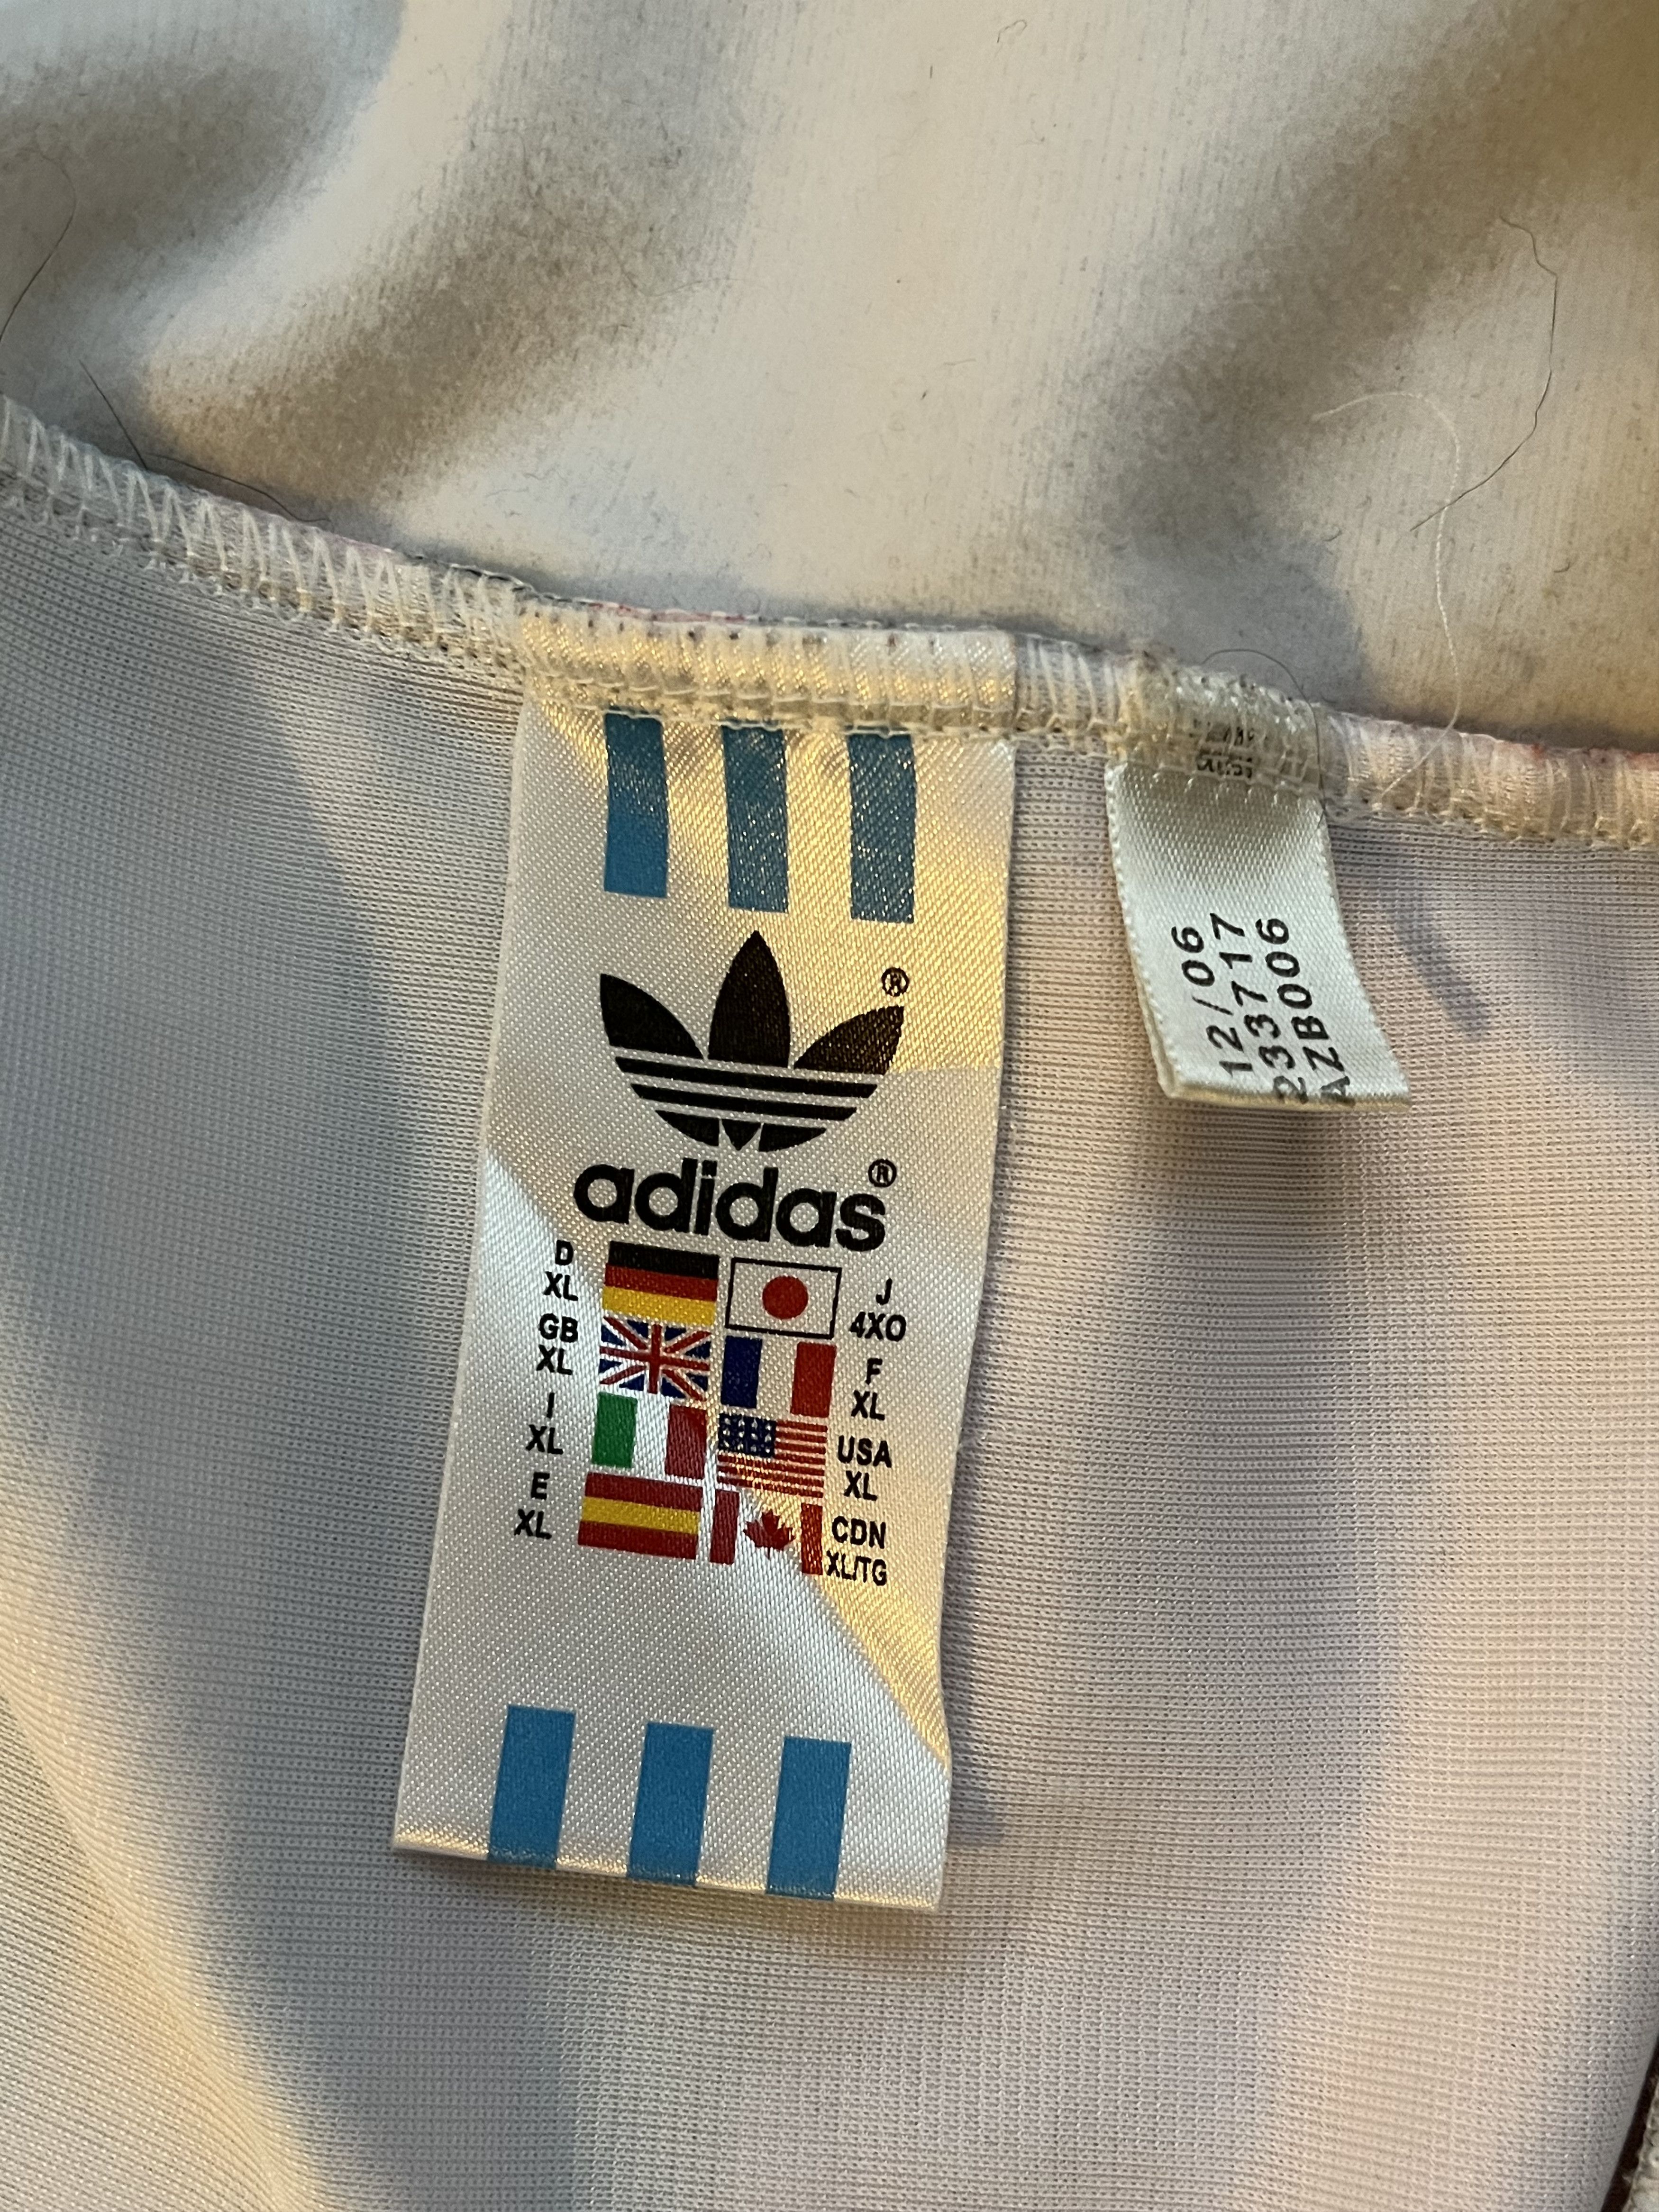 ®
adidas®
D
XL
J
4XO
GB
XL
F
XL
I
XL
USA
XL
E
XL
CDN
XL/TG
12/06
233717
AZB006